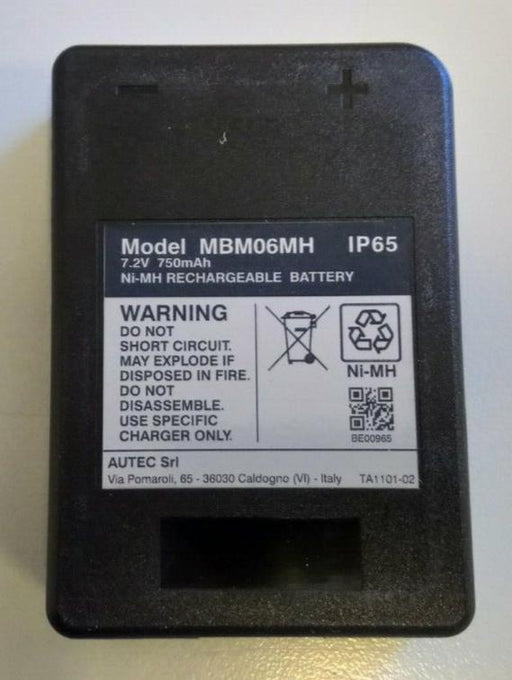 − +
Model MBM06MH IP65
7.2V 750mAh
Ni-MH RECHARGEABLE BATTERY
WARNING
DO NOT
SHORT CIRCUIT.
MAY EXPLODE IF
DISPOSED IN FIRE.
DO NOT
DISASSEMBLE.
USE SPECIFIC
CHARGER ONLY.
Ni-MH
BE00965
AUTEC Srl
Via Pomaroli, 65 - 36030 Caldogno (VI) - Italy TA1101-02